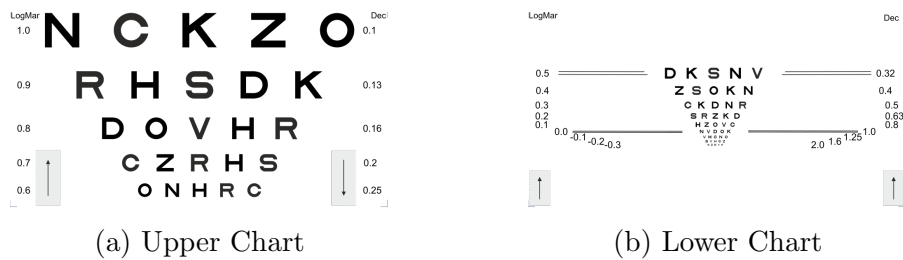 LogMar Dec
1.0 N C K Z O 0.1
0.9 R H S D K 0.13
0.8 D O V H R 0.16
0.7 C Z R H S 0.2
0.6 O N H R C 0.25
(a) Upper Chart
LogMar Dec
0.5 D K S N V 0.32
0.4 Z S O K N 0.4
0.3 C K D N R 0.5
0.2 S R Z K D 0.63
0.1 H Z O V C 0.8
0.0 N V D O K 1.0
-0.1 1.25
-0.2 1.6
-0.3 2.0
(b) Lower Chart